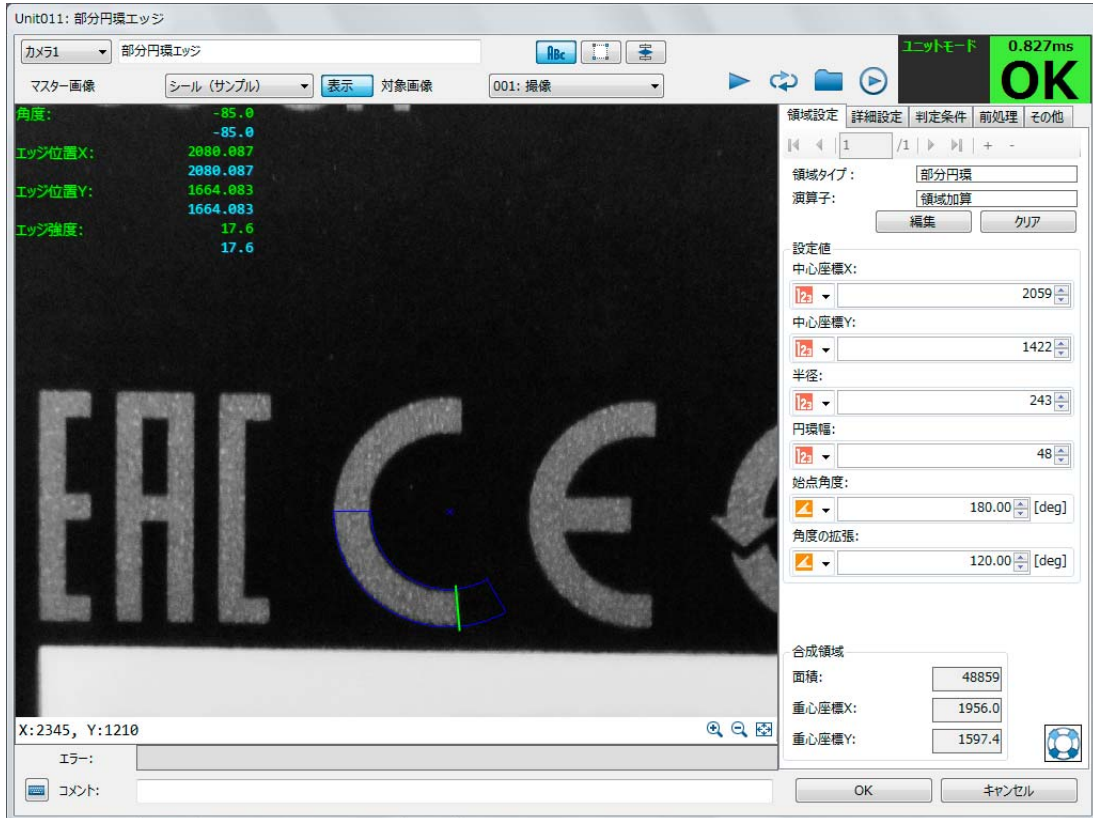 Unit011: 部分円環エッジ
カメラ1 部分円環エッジ ABc
ユニットモード 0.827ms
OK
マスター画像 シール (サンプル) 表示 対象画像 001: 撮像
角度: -85.0
-85.0
エッジ位置X: 2080.087
2080.087
エッジ位置Y: 1664.083
1664.083
エッジ強度: 17.6
17.6
EAC CE
X:2345, Y:1210
領域設定 詳細設定 判定条件 前処理 その他
1 /1 + -
領域タイプ: 部分円環
演算子: 領域加算
編集 クリア
設定値
中心座標X:
123 2059
中心座標Y:
123 1422
半径:
123 243
円環幅:
123 48
始点角度:
180.00 [deg]
角度の拡張:
120.00 [deg]
合成領域
面積: 48859
重心座標X: 1956.0
重心座標Y: 1597.4
エラー:
コメント:
OK キャンセル